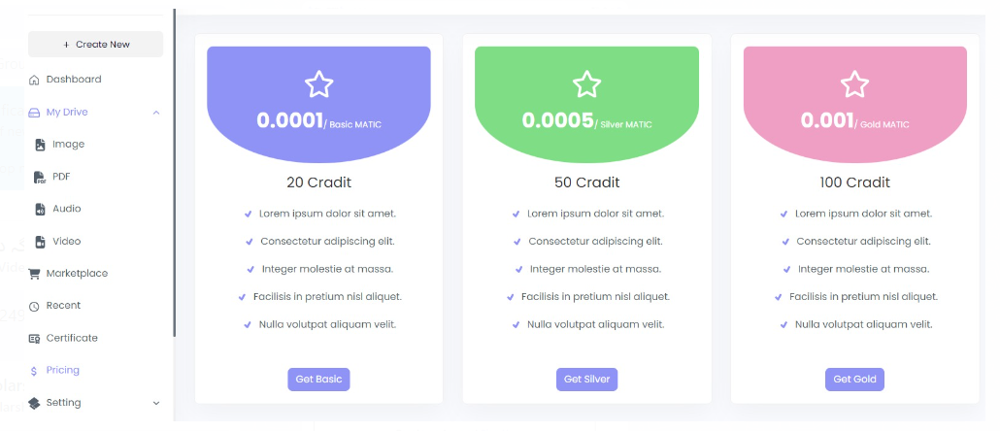 + Create New
Dashboard
My Drive
Image
PDF
Audio
Video
Marketplace
Recent
Certificate
Pricing
Setting
0.0001/ Basic MATIC
20 Cradit
Lorem ipsum dolor sit amet.
Consectetur adipiscing elit.
Integer molestie at massa.
Facilisis in pretium nisl aliquet.
Nulla volutpat aliquam velit.
Get Basic
0.0005/ Silver MATIC
50 Cradit
Lorem ipsum dolor sit amet.
Consectetur adipiscing elit.
Integer molestie at massa.
Facilisis in pretium nisl aliquet.
Nulla volutpat aliquam velit.
Get Silver
0.001/ Gold MATIC
100 Cradit
Lorem ipsum dolor sit amet.
Consectetur adipiscing elit.
Integer molestie at massa.
Facilisis in pretium nisl aliquet.
Nulla volutpat aliquam velit.
Get Gold